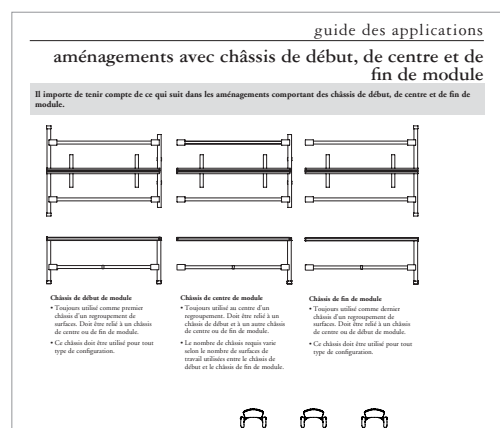 guide des applications
aménagements avec châssis de début, de centre et de
fin de module
Il importe de tenir compte de ce qui suit dans les aménagements comportant des châssis de début, de centre et de fin de
module.
Châssis de début de module
• Toujours utilisé comme premier
châssis d'un regroupement de
surfaces. Doit être relié à un châssis
de centre ou de fin de module.
• Ce châssis doit être utilisé pour tout
type de configuration.
Châssis de centre de module
• Toujours utilisé au centre d'un
regroupement. Doit être relié à un
châssis de début et à un autre châssis
de centre ou de fin de module.
• Le nombre de châssis requis varie
selon le nombre de surfaces de
travail utilisées entre le châssis de
début et le châssis de fin de module.
Châssis de fin de module
• Toujours utilisé comme dernier
châssis d'un regroupement de
surfaces. Doit être relié à un châssis
de centre ou de début de module.
• Ce châssis doit être utilisé pour tout
type de configuration.